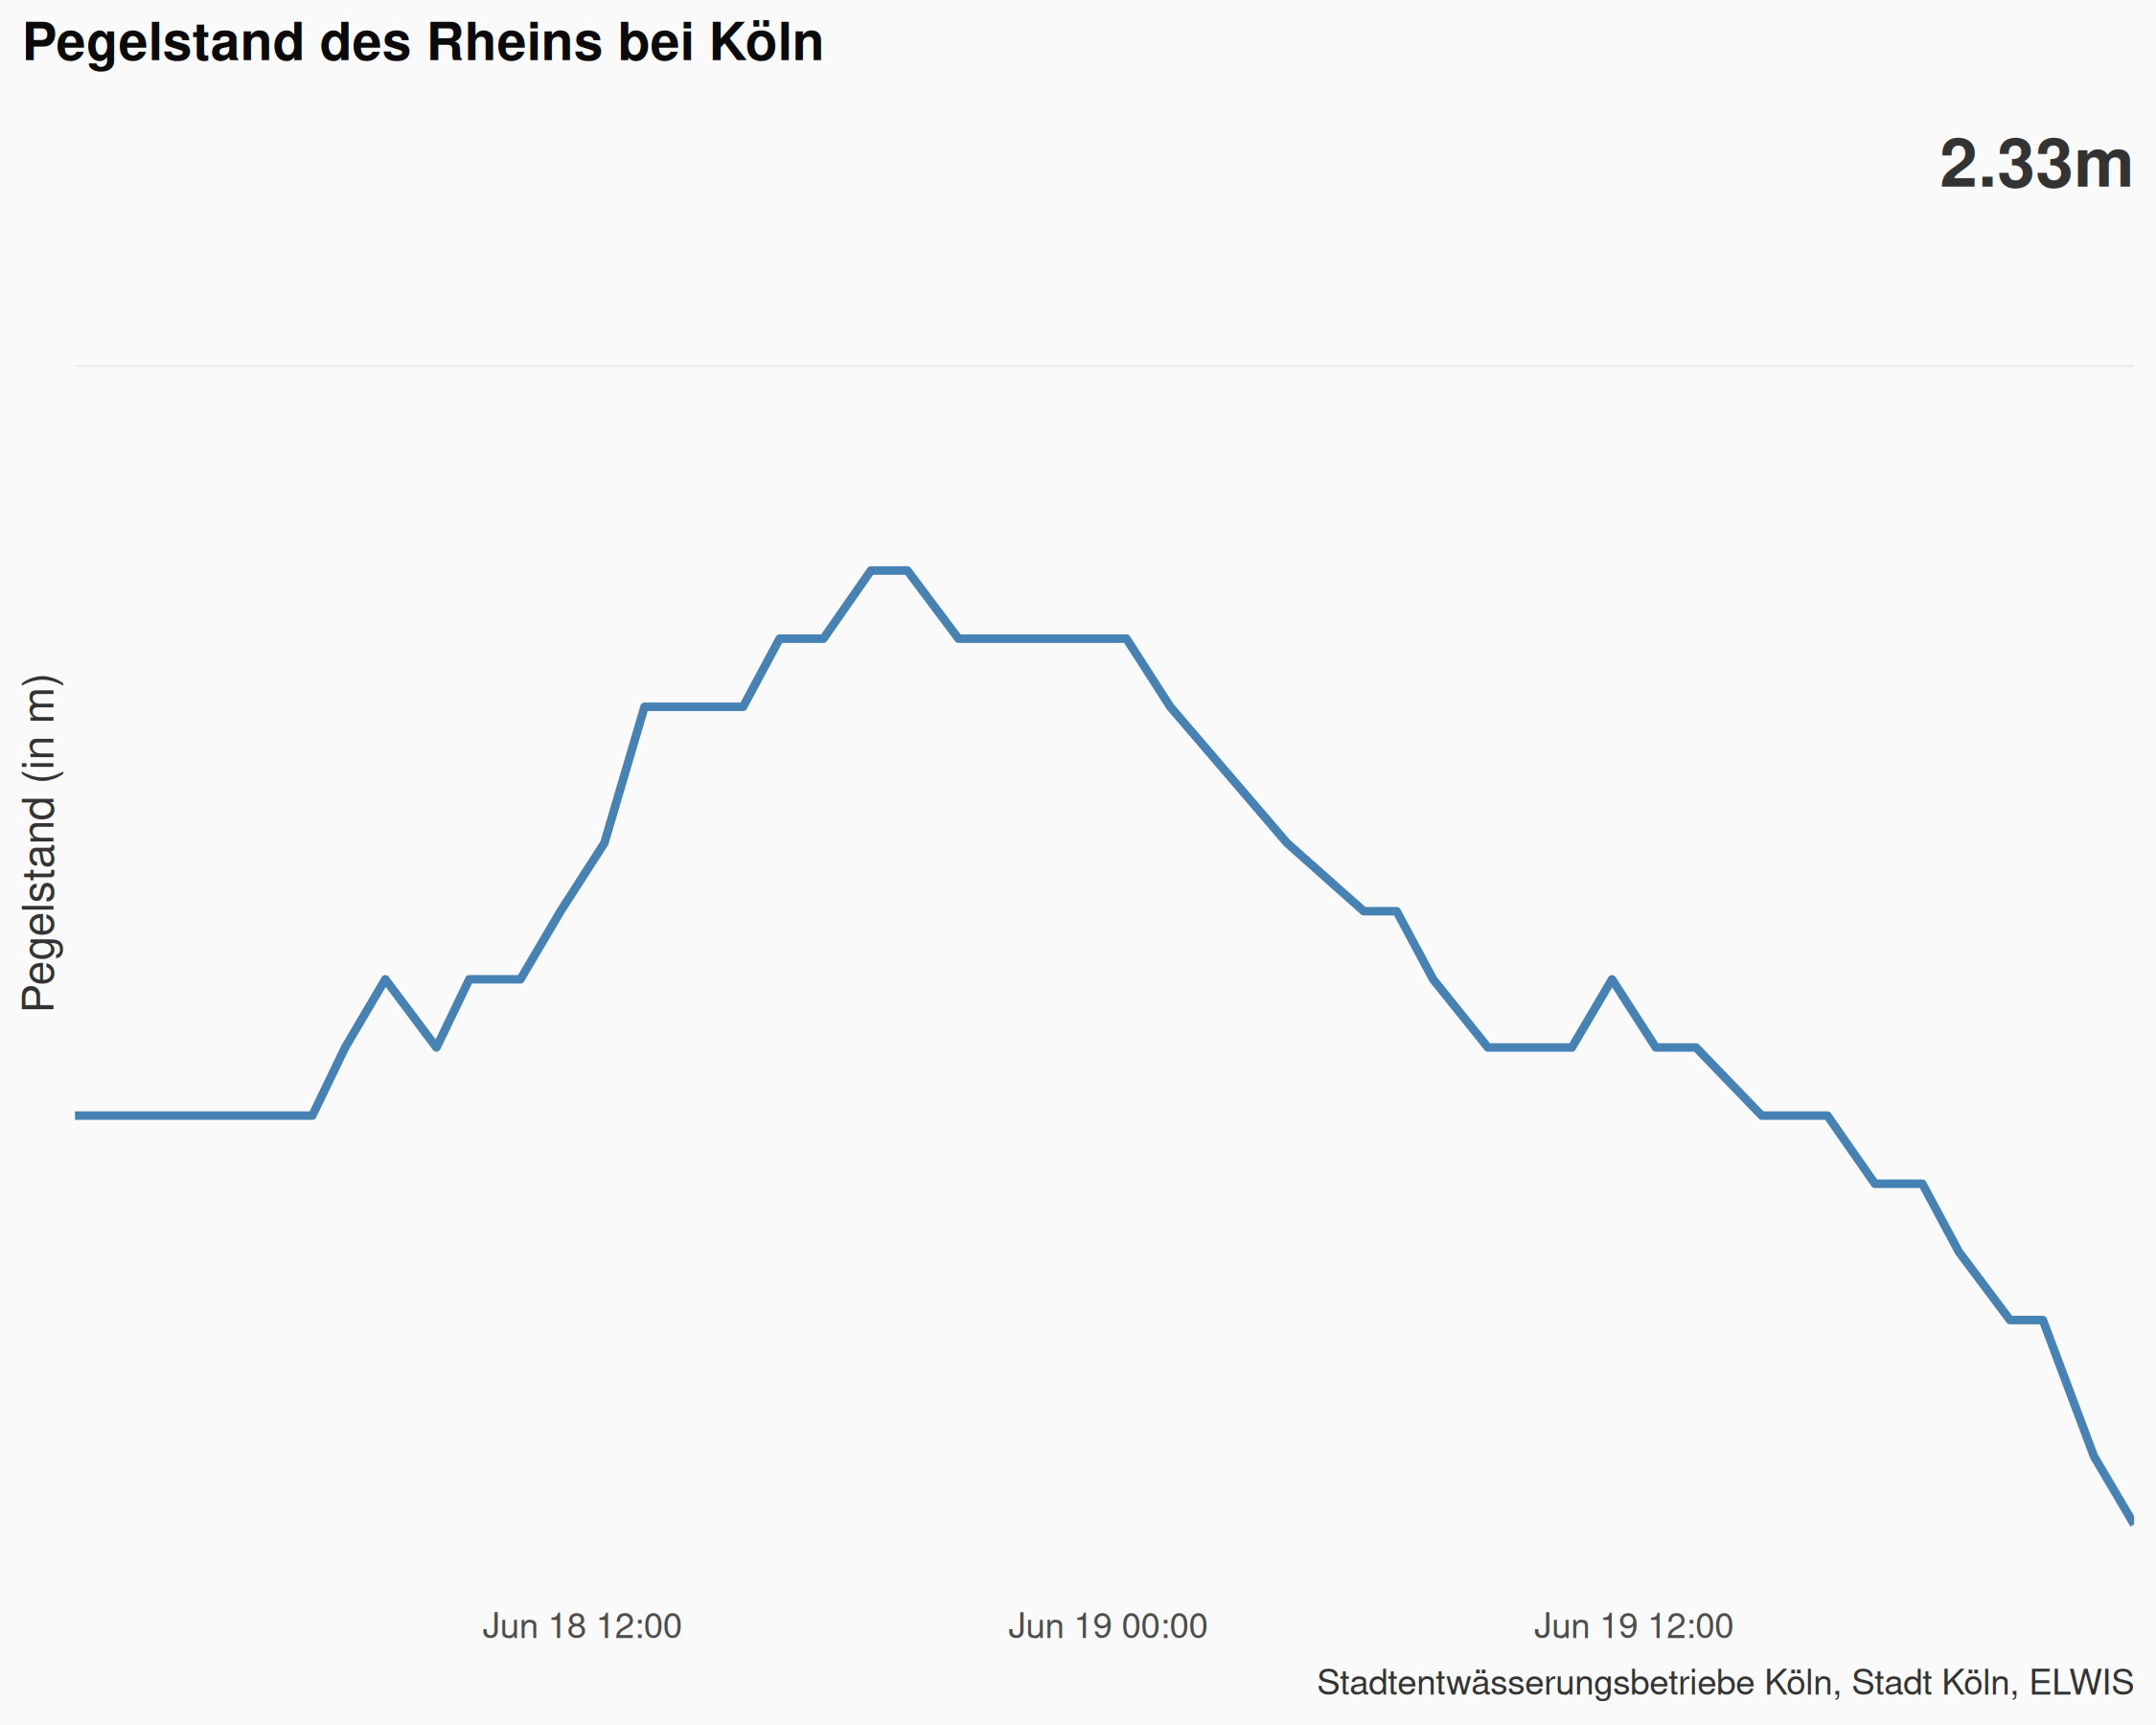 Pegelstand des Rheins bei Köln
2.33m
Pegelstand (in m)
Jun 18 12:00
Jun 19 00:00
Jun 19 12:00
Stadtentwässerungsbetriebe Köln, Stadt Köln, ELWIS